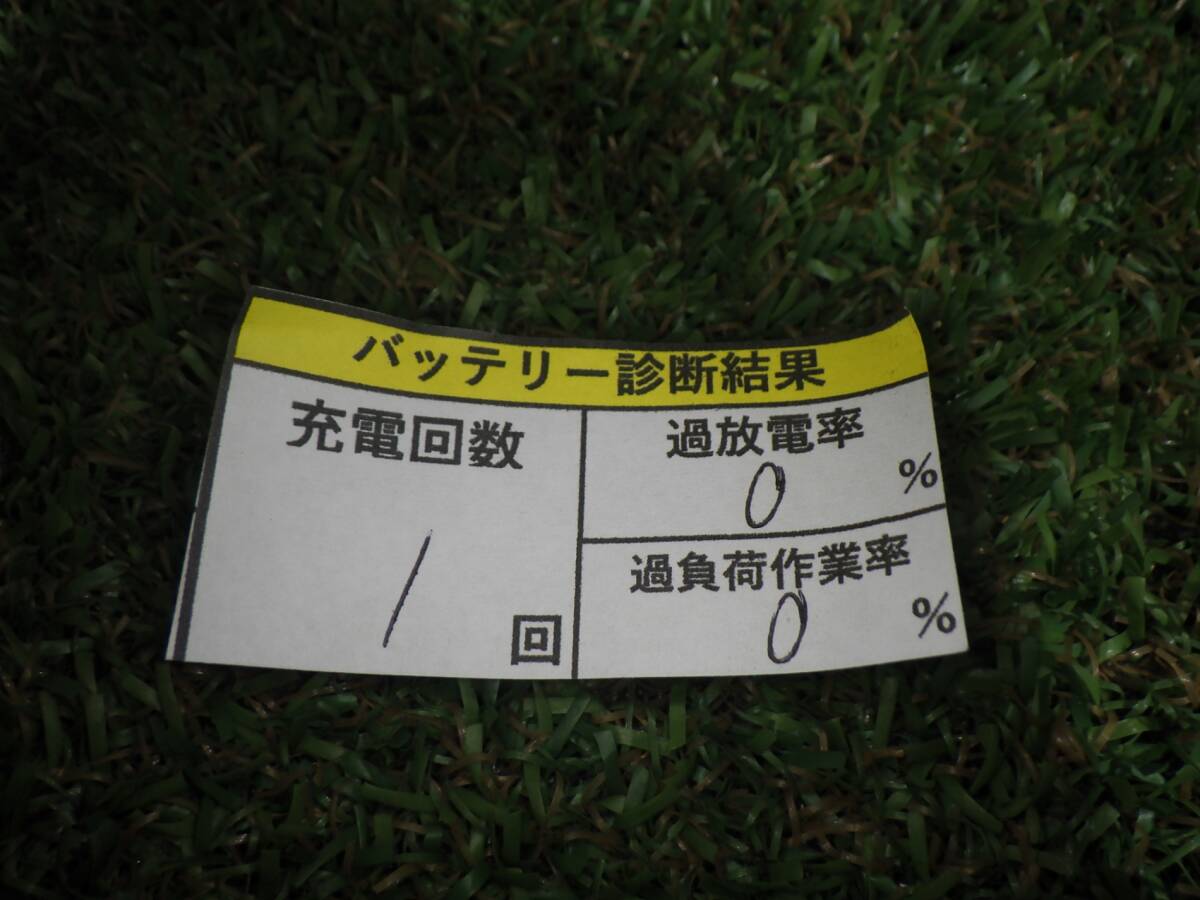 バッテリー診断結果
充電回数
1
回
過放電率
0 %
過負荷作業率
0 %